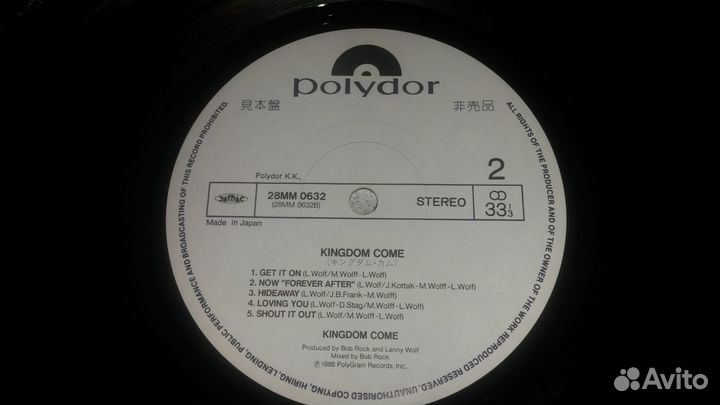 polydor
見本盤
非売品
Polydor K.K.,
2
JASRAC
28MM 0632
(28MM 0632B)
STEREO
33 1/3
Made in Japan
KINGDOM COME
(キングダム・カム)
1. GET IT ON (L.Wolf/M.Wolff-L.Wolf)
2. NOW "FOREVER AFTER" (L.Wolf/J.Kottak-M.Wolff-L.Wolf)
3. HIDEAWAY (L.Wolf/J.B.Frank-M.Wolff)
4. LOVING YOU (L.Wolf-D.Stag/M.Wolff-L.Wolf)
5. SHOUT IT OUT (L.Wolf/M.Wolff-L.Wolf)
KINGDOM COME
Produced by Bob Rock and Lenny Wolf
Mixed by Bob Rock
℗ 1988 PolyGram Records, Inc.
ALL RIGHTS OF THE PRODUCER AND OF THE OWNER OF THE WORK REPRODUCED RESERVED. UNAUTHORISED COPYING, HIRING, LENDING, PUBLIC PERFORMANCE AND BROADCASTING OF THIS RECORD PROHIBITED.
Avito